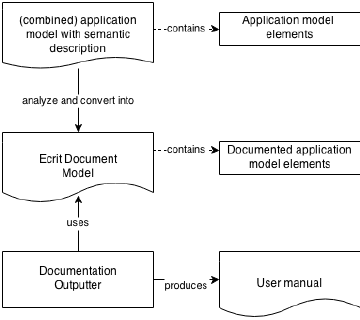 (combined) application
model with semantic
description
contains
Application model
elements
analyze and convert into
Ecrit Document
Model
contains
Documented application
model elements
uses
Documentation
Outputter
produces
User manual